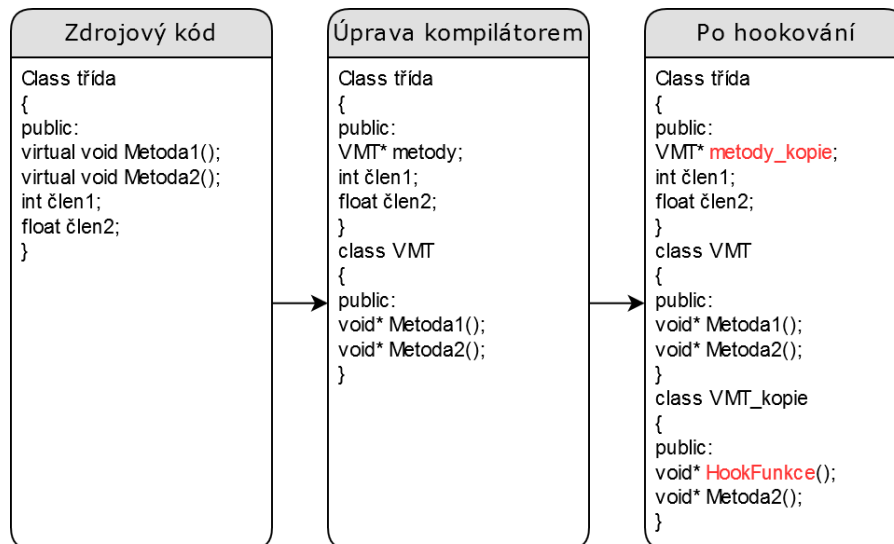 Zdrojový kód
Class třída
{
public:
virtual void Metoda1();
virtual void Metoda2();
int člen1;
float člen2;
}
Úprava kompilátorem
Class třída
{
public:
VMT* metody;
int člen1;
float člen2;
}
class VMT
{
public:
void* Metoda1();
void* Metoda2();
}
Po hookování
Class třída
{
public:
VMT* metody_kopie;
int člen1;
float člen2;
}
class VMT
{
public:
void* Metoda1();
void* Metoda2();
}
class VMT_kopie
{
public:
void* HookFunkce();
void* Metoda2();
}